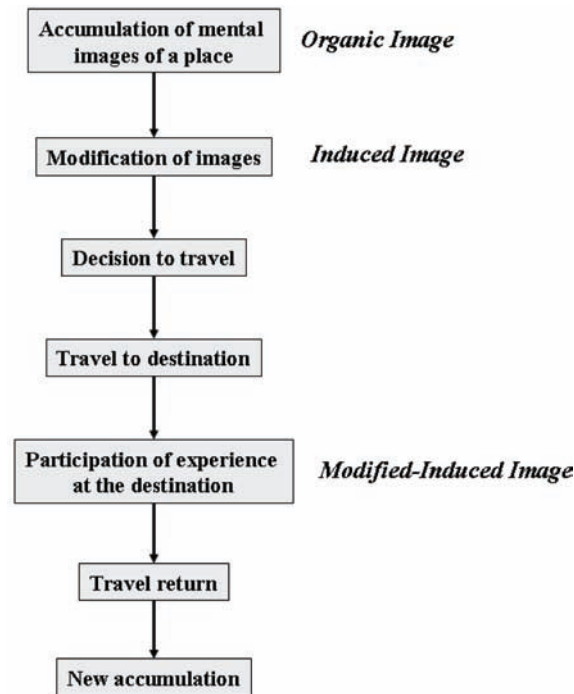 Accumulation of mental
images of a place
Organic Image
Modification of images
Induced Image
Decision to travel
Travel to destination
Participation of experience
at the destination
Modified-Induced Image
Travel return
New accumulation